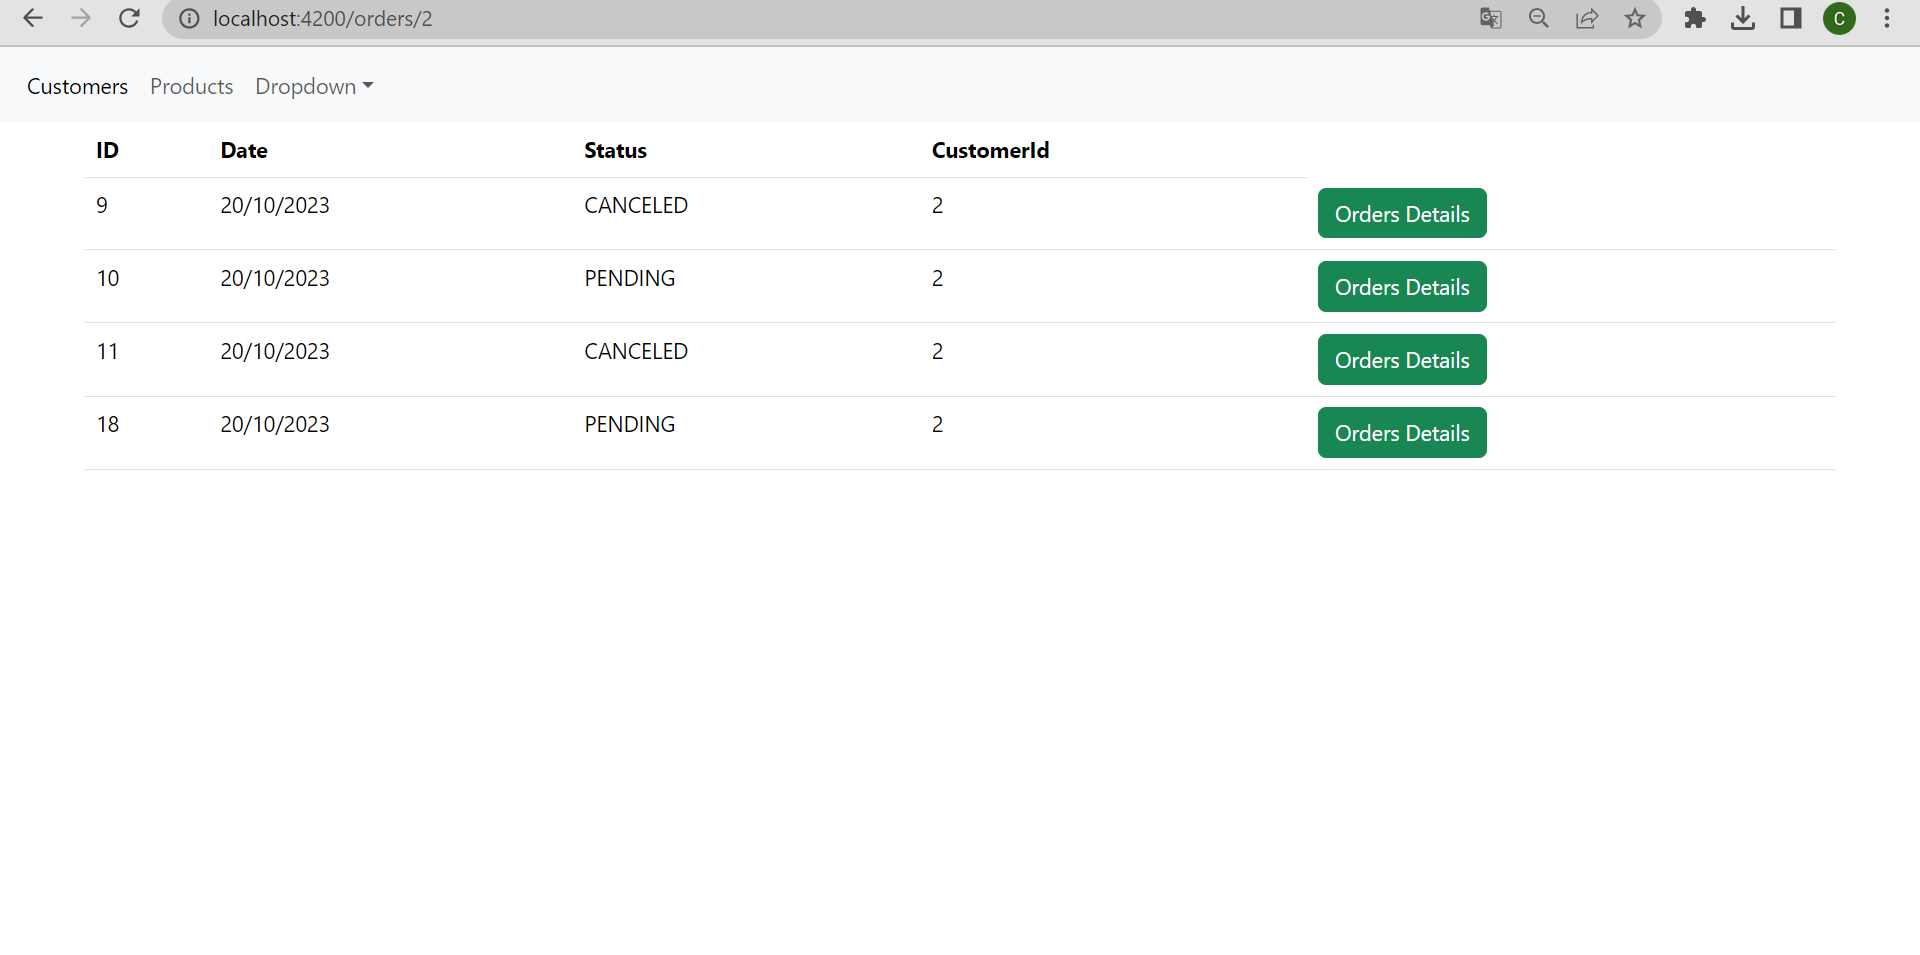 localhost:4200/orders/2
C
Customers Products Dropdown
ID Date Status CustomerId
9 20/10/2023 CANCELED 2 Orders Details
10 20/10/2023 PENDING 2 Orders Details
11 20/10/2023 CANCELED 2 Orders Details
18 20/10/2023 PENDING 2 Orders Details